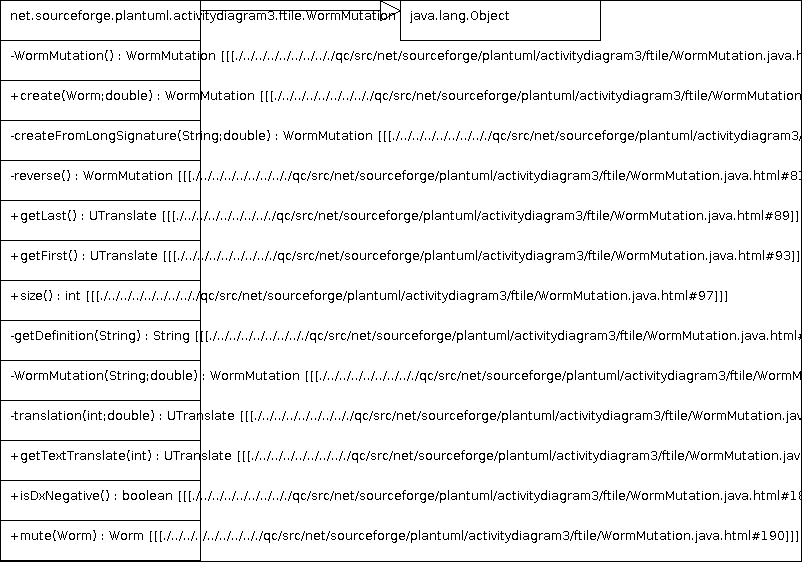 net.sourceforge.plantuml.activitydiagram3.ftile.WormMutation
java.lang.Object
-WormMutation() : WormMutation [[[./../../../../../../../../qc/src/net/sourceforge/plantuml/activitydiagram3/ftile/WormMutation.java.h
+create(Worm;double) : WormMutation [[[./../../../../../../../../qc/src/net/sourceforge/plantuml/activitydiagram3/ftile/WormMutation
-createFromLongSignature(String;double) : WormMutation [[[./../../../../../../../../qc/src/net/sourceforge/plantuml/activitydiagram3/
-reverse() : WormMutation [[[./../../../../../../../../qc/src/net/sourceforge/plantuml/activitydiagram3/ftile/WormMutation.java.html#81
+getLast() : UTranslate [[[./../../../../../../../../qc/src/net/sourceforge/plantuml/activitydiagram3/ftile/WormMutation.java.html#89]]]
+getFirst() : UTranslate [[[./../../../../../../../../qc/src/net/sourceforge/plantuml/activitydiagram3/ftile/WormMutation.java.html#93]]]
+size() : int [[[./../../../../../../../../qc/src/net/sourceforge/plantuml/activitydiagram3/ftile/WormMutation.java.html#97]]]
-getDefinition(String) : String [[[./../../../../../../../../qc/src/net/sourceforge/plantuml/activitydiagram3/ftile/WormMutation.java.html#
-WormMutation(String;double) : WormMutation [[[./../../../../../../../../qc/src/net/sourceforge/plantuml/activitydiagram3/ftile/WormM
-translation(int;double) : UTranslate [[[./../../../../../../../../qc/src/net/sourceforge/plantuml/activitydiagram3/ftile/WormMutation.jav
+getTextTranslate(int) : UTranslate [[[./../../../../../../../../qc/src/net/sourceforge/plantuml/activitydiagram3/ftile/WormMutation.jav
+isDxNegative() : boolean [[[./../../../../../../../../qc/src/net/sourceforge/plantuml/activitydiagram3/ftile/WormMutation.java.html#18
+mute(Worm) : Worm [[[./../../../../../../../../qc/src/net/sourceforge/plantuml/activitydiagram3/ftile/WormMutation.java.html#190]]]